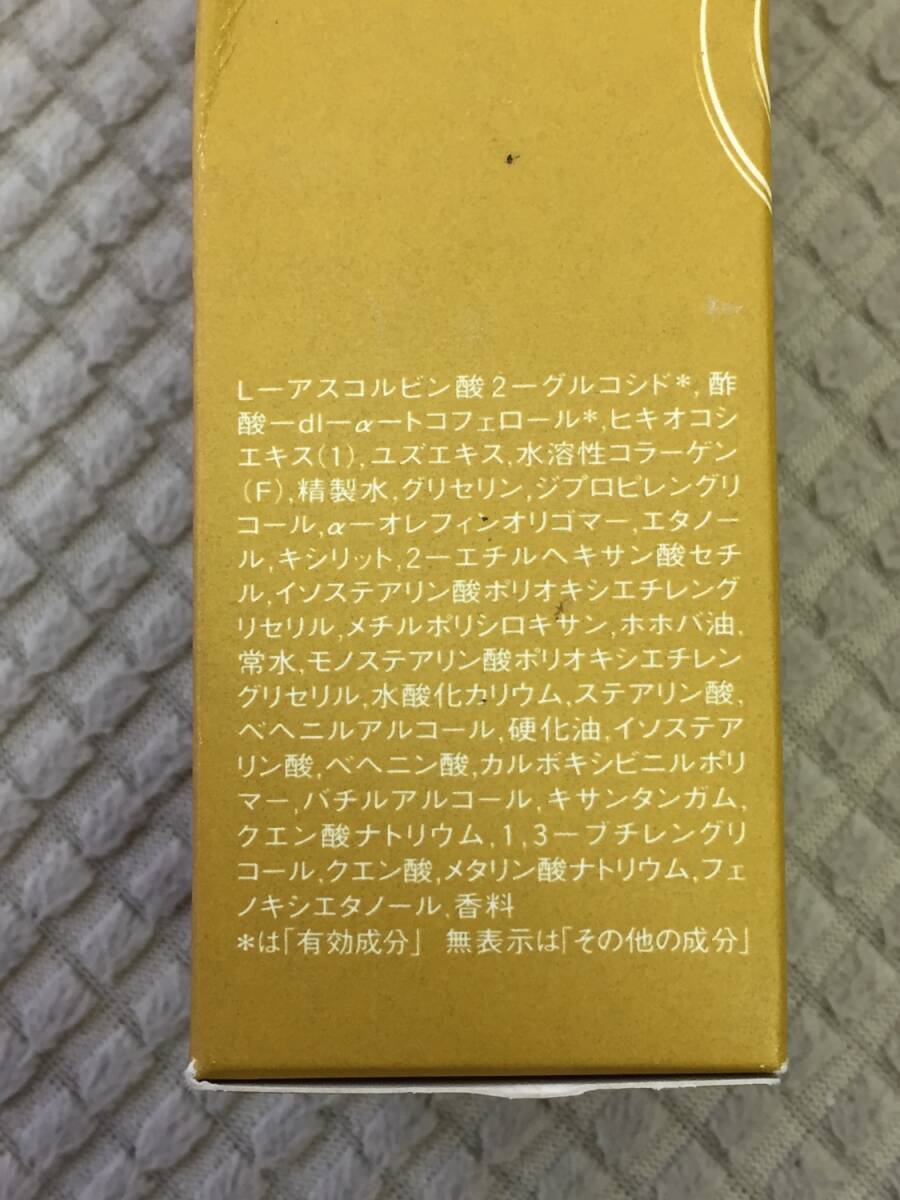 L－アスコルビン酸2－グルコシド*,酢
酸－dl－α－トコフェロール*,ヒキオコシ
エキス(1),ユズエキス,水溶性コラーゲン
(F),精製水,グリセリン,ジプロピレングリ
コール,α－オレフィンオリゴマー,エタノー
ル,キシリット,2－エチルヘキサン酸セチ
ル,イソステアリン酸ポリオキシエチレング
リセリル,メチルポリシロキサン,ホホバ油,
常水,モノステアリン酸ポリオキシエチレン
グリセリル,水酸化カリウム,ステアリン酸,
ベヘニルアルコール,硬化油,イソステア
リン酸,ベヘニン酸,カルボキシビニルポリ
マー,バチルアルコール,キサンタンガム,
クエン酸ナトリウム,1,3－ブチレングリ
コール,クエン酸,メタリン酸ナトリウム,フェ
ノキシエタノール,香料
*は「有効成分」 無表示は「その他の成分」